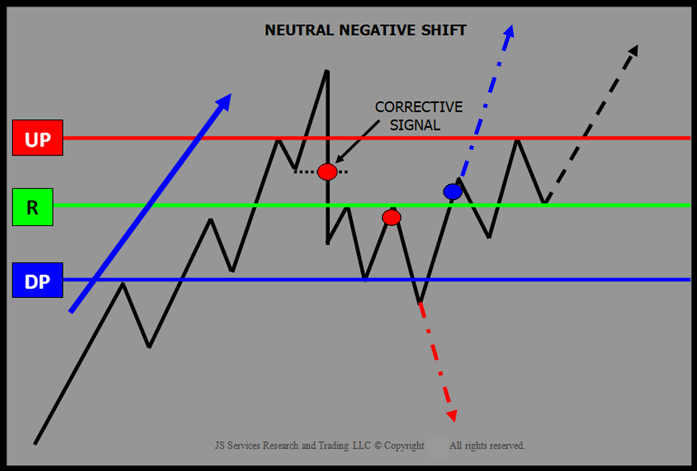 NEUTRAL NEGATIVE SHIFT
CORRECTIVE
SIGNAL
UP
R
DP
JS Services Research and Trading LLC © Copyright All rights reserved.